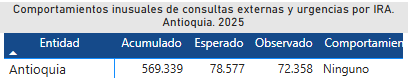 Comportamientos inusuales de consultas externas y urgencias por IRA.
Antioquia. 2025
Entidad Acumulado Esperado Observado Comportamien
Antioquia 569.339 78.577 72.358 Ninguno